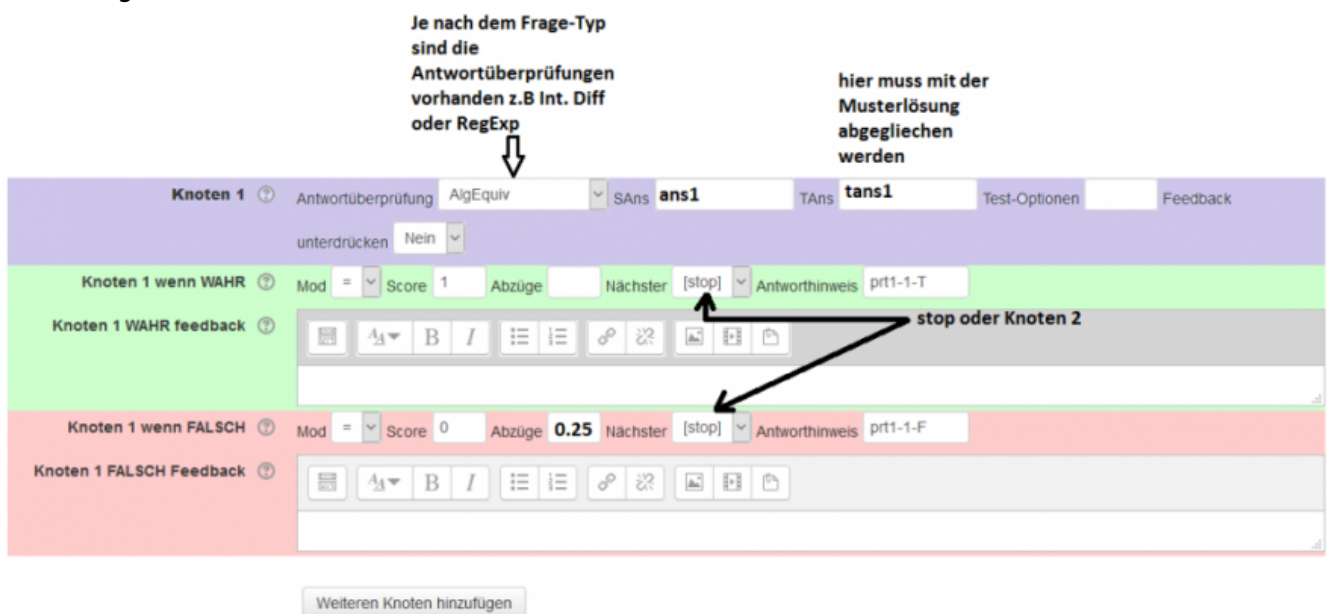 Je nach dem Frage-Typ
sind die
Antwortüberprüfungen
vorhanden z.B Int. Diff
oder RegExp
hier muss mit der
Musterlösung
abgegliechen
werden
Knoten 1 Antwortüberprüfung AlgEquiv SAns ans1 TAns tans1 Test-Optionen Feedback
unterdrücken Nein
Knoten 1 wenn WAHR Mod = Score 1 Abzüge Nächster [stop] Antworthinweis prt1-1-T
Knoten 1 WAHR feedback
stop oder Knoten 2
Knoten 1 wenn FALSCH Mod = Score 0 Abzüge 0.25 Nächster [stop] Antworthinweis prt1-1-F
Knoten 1 FALSCH Feedback
Weiteren Knoten hinzufügen